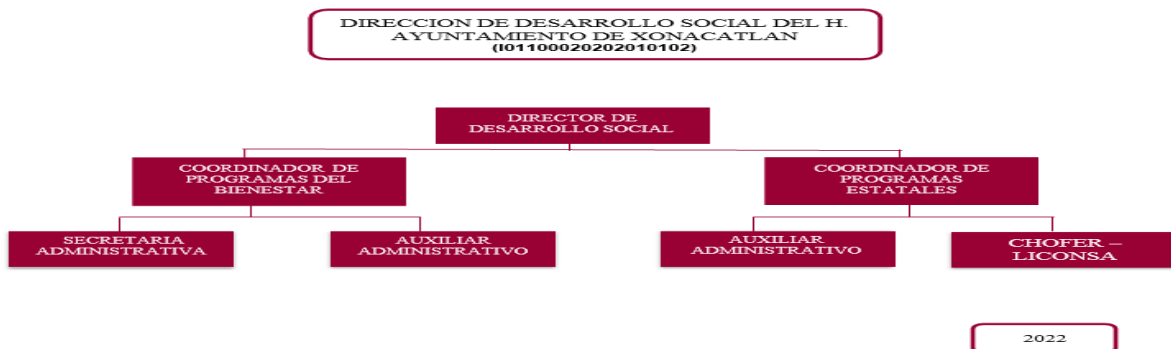 DIRECCION DE DESARROLLO SOCIAL DEL H.
AYUNTAMIENTO DE XONACATLAN
(I01100020202010102)
DIRECTOR DE
DESARROLLO SOCIAL
COORDINADOR DE
PROGRAMAS DEL
BIENESTAR
COORDINADOR DE
PROGRAMAS
ESTATALES
SECRETARIA
ADMINISTRATIVA
AUXILIAR
ADMINISTRATIVO
AUXILIAR
ADMINISTRATIVO
CHOFER –
LICONSA
2022